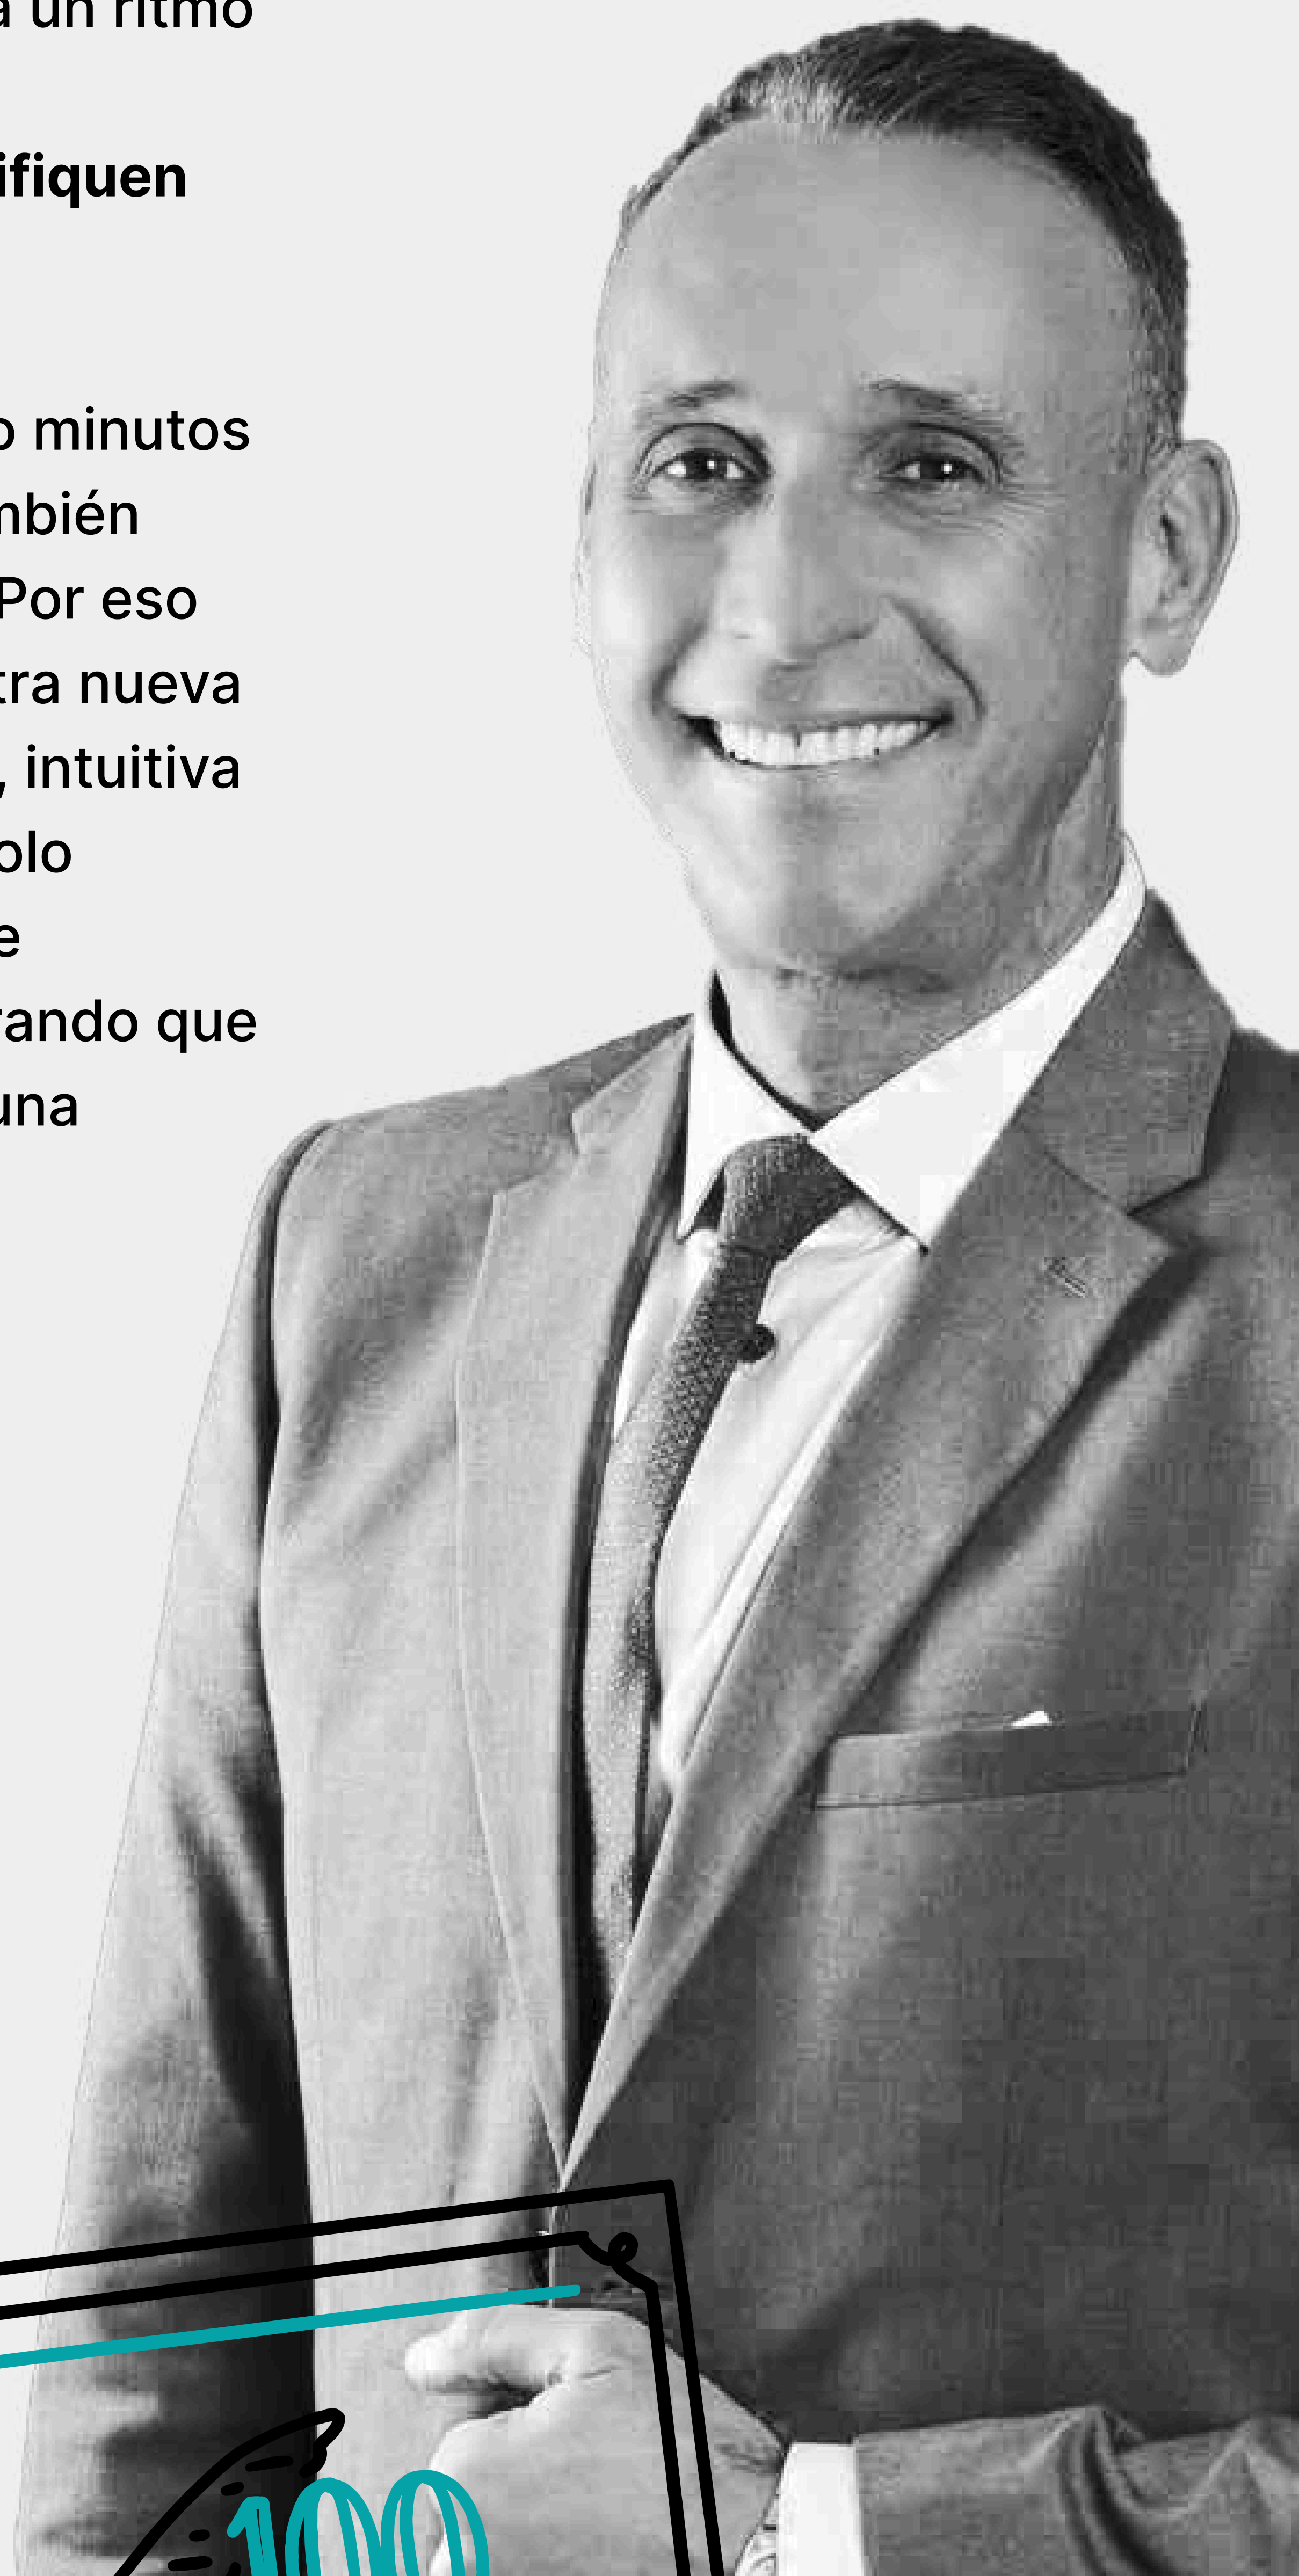 a un ritmo
ifiquen
o minutos
mbién
Por eso
tra nueva
, intuitiva
olo
e
rando que
una
100